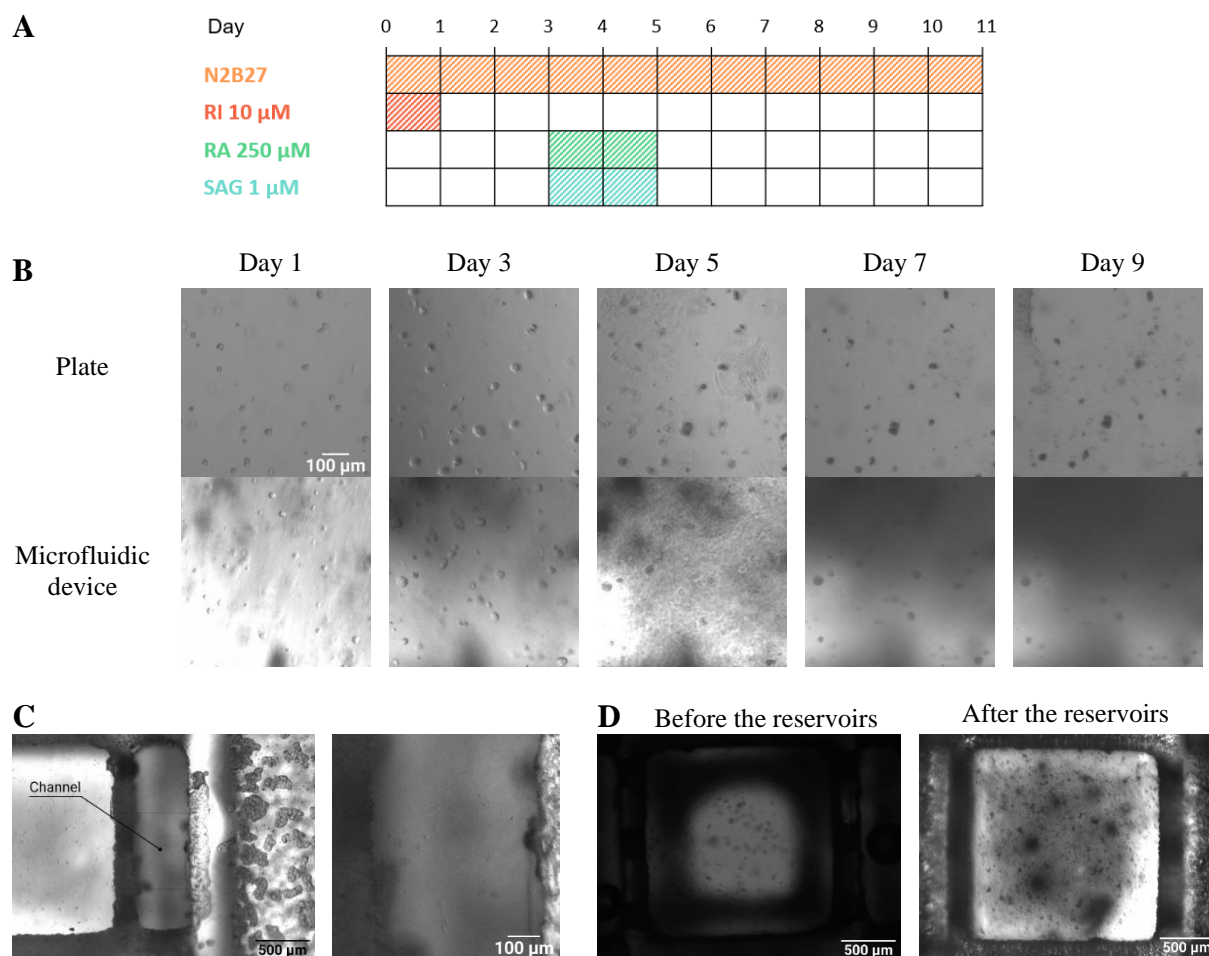 A
Day 0 1 2 3 4 5 6 7 8 9 10 11
N2B27
RI 10 μM
RA 250 μM
SAG 1 μM
B
Day 1 Day 3 Day 5 Day 7 Day 9
Plate
100 μm
Microfluidic
device
C
Channel
500 μm
100 μm
D
Before the reservoirs
After the reservoirs
500 μm
500 μm